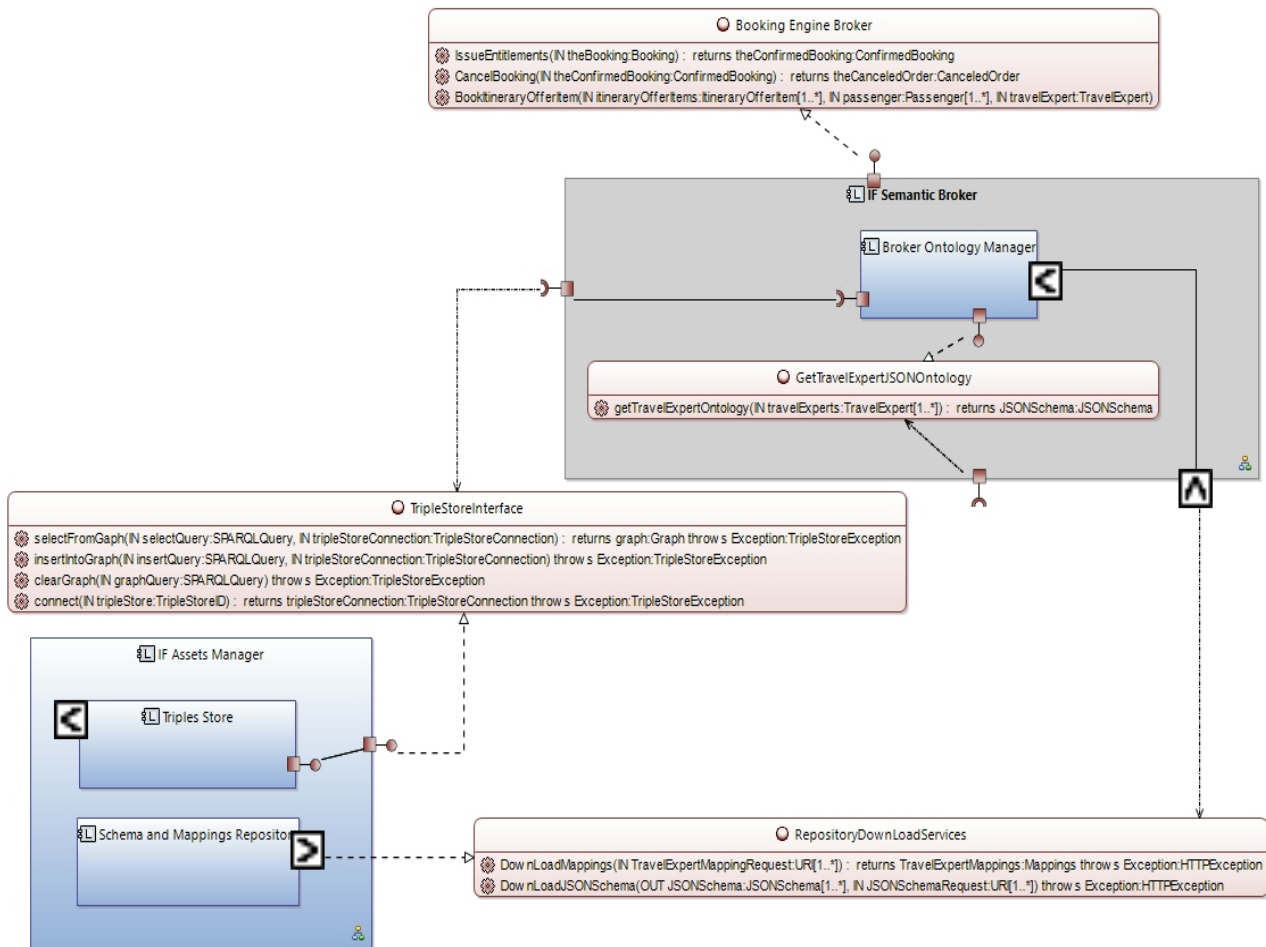 Booking Engine Broker
IssueEntitlements(IN theBooking:Booking) : returns theConfirmedBooking:ConfirmedBooking
CancelBooking(IN theConfirmedBooking:ConfirmedBooking) : returns theCanceledOrder:CanceledOrder
BookItineraryOfferItem(IN itineraryOfferItems:ItineraryOfferItem[1..*], IN passenger:Passenger[1..*], IN travelExpert:TravelExpert)
IF Semantic Broker
Broker Ontology Manager
GetTravelExpertJSONOntology
getTravelExpertOntology(IN travelExperts:TravelExpert[1..*]) : returns JSONSchema:JSONSchema
TripleStoreInterface
selectFromGaph(IN selectQuery:SPARQLQuery, IN tripleStoreConnection:TripleStoreConnection) : returns graph:Graph throws Exception:TripleStoreException
insertIntoGraph(IN insertQuery:SPARQLQuery, IN tripleStoreConnection:TripleStoreConnection) throws Exception:TripleStoreException
clearGraph(IN graphQuery:SPARQLQuery) throws Exception:TripleStoreException
connect(IN tripleStore:TripleStoreID) : returns tripleStoreConnection:TripleStoreConnection throws Exception:TripleStoreException
IF Assets Manager
Triples Store
Schema and Mappings Repositor
RepositoryDownLoadServices
DownLoadMappings(IN TravelExpertMappingRequest:URI[1..*]) : returns TravelExpertMappings:Mappings throws Exception:HTTPException
DownLoadJSONSchema(OUT JSONSchema:JSONSchema[1..*], IN JSONSchemaRequest:URI[1..*]) throws Exception:HTTPException